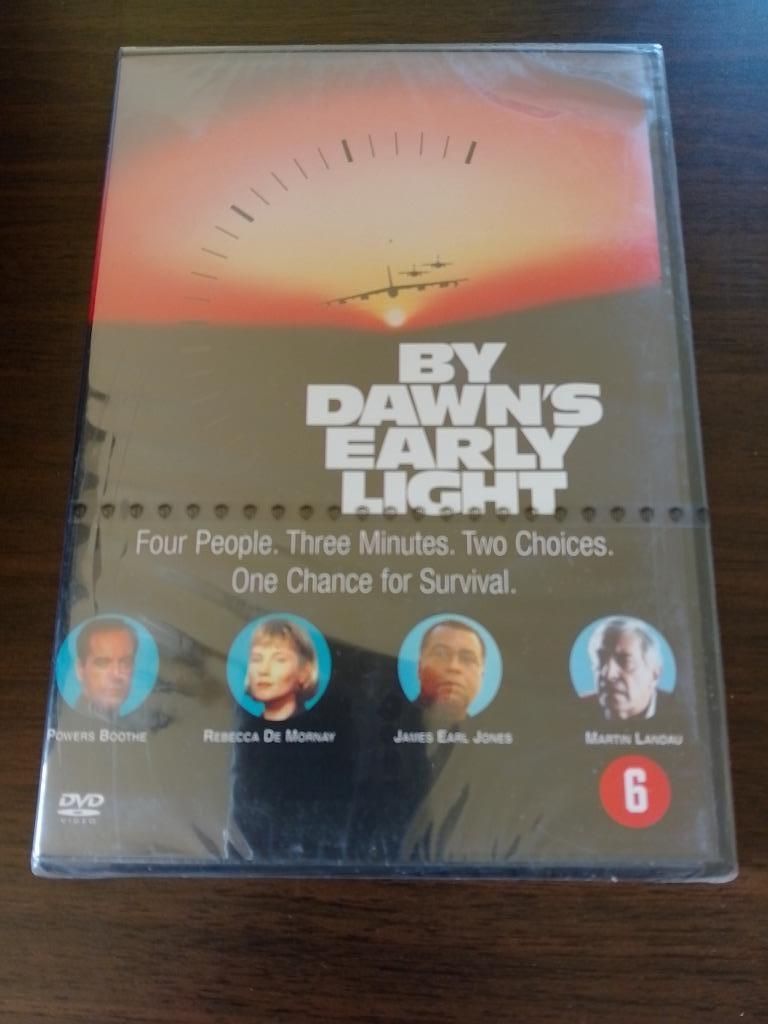 BY
DAWN'S
EARLY
LIGHT
Four People. Three Minutes. Two Choices.
One Chance for Survival.
POWERS BOOTHE REBECCA DE MORNAY JAMES EARL JONES MARTIN LANDAU
6
DVD
VIDEO